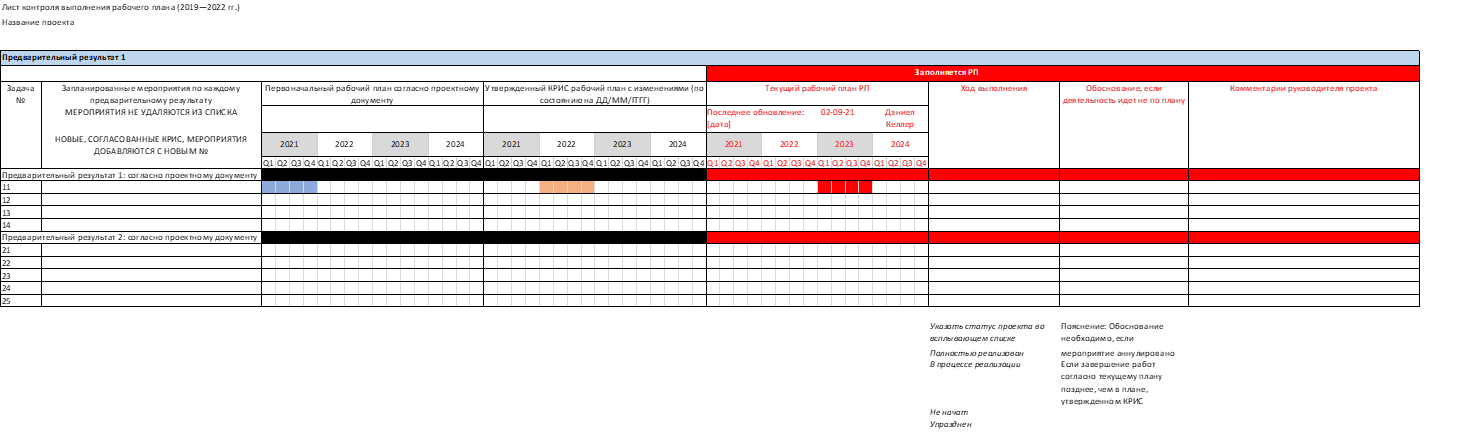 Лист контроля выполнения рабочего плана (2019—2022 гг.)
Название проекта
Предварительный результат 1
Заполняется РП
Задача №
Запланированные мероприятия по каждому
предварительному результату
МЕРОПРИЯТИЯ НЕ УДАЛЯЮТСЯ ИЗ СПИСКА
НОВЫЕ, СОГЛАСОВАННЫЕ КРИС, МЕРОПРИЯТИЯ
ДОБАВЛЯЮТСЯ С НОВЫМ №
Первоначальный рабочий план согласно проектному
документу
Утвержденный КРИС рабочий план с изменениями (по
состоянию на ДД/ММ/ГГГГ)
Текущий рабочий план РП
Последнее обновление: 02-09-21 Дэниел
[дата] Келлер
Ход выполнения
Обоснование, если
деятельность идет не по плану
Комментарии руководителя проекта
2021 2022 2023 2024 2021 2022 2023 2024 2021 2022 2023 2024
Q1 Q2 Q3 Q4 Q1 Q2 Q3 Q4 Q1 Q2 Q3 Q4 Q1 Q2 Q3 Q4 Q1 Q2 Q3 Q4 Q1 Q2 Q3 Q4 Q1 Q2 Q3 Q4 Q1 Q2 Q3 Q4 Q1 Q2 Q3 Q4 Q1 Q2 Q3 Q4 Q1 Q2 Q3 Q4 Q1 Q2 Q3 Q4
Предварительный результат 1: согласно проектному документу
11
12
13
14
Предварительный результат 2: согласно проектному документу
21
22
23
24
25
Указать статус проекта во
всплывающем списке
Полностью реализован
В процессе реализации
Не начат
Упразднен
Пояснение: Обоснование
необходимо, если
мероприятие аннулировано
Если завершение работ
согласно текущему плану
позднее, чем в плане,
утвержденном КРИС